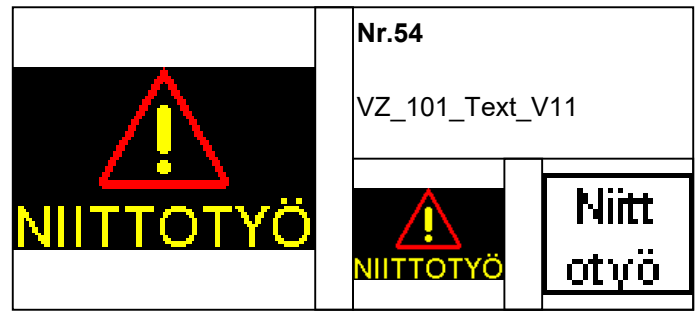 NIITTOTYÖ
Nr.54
VZ_101_Text_V11
NIITTOTYÖ
Niitt
otyö